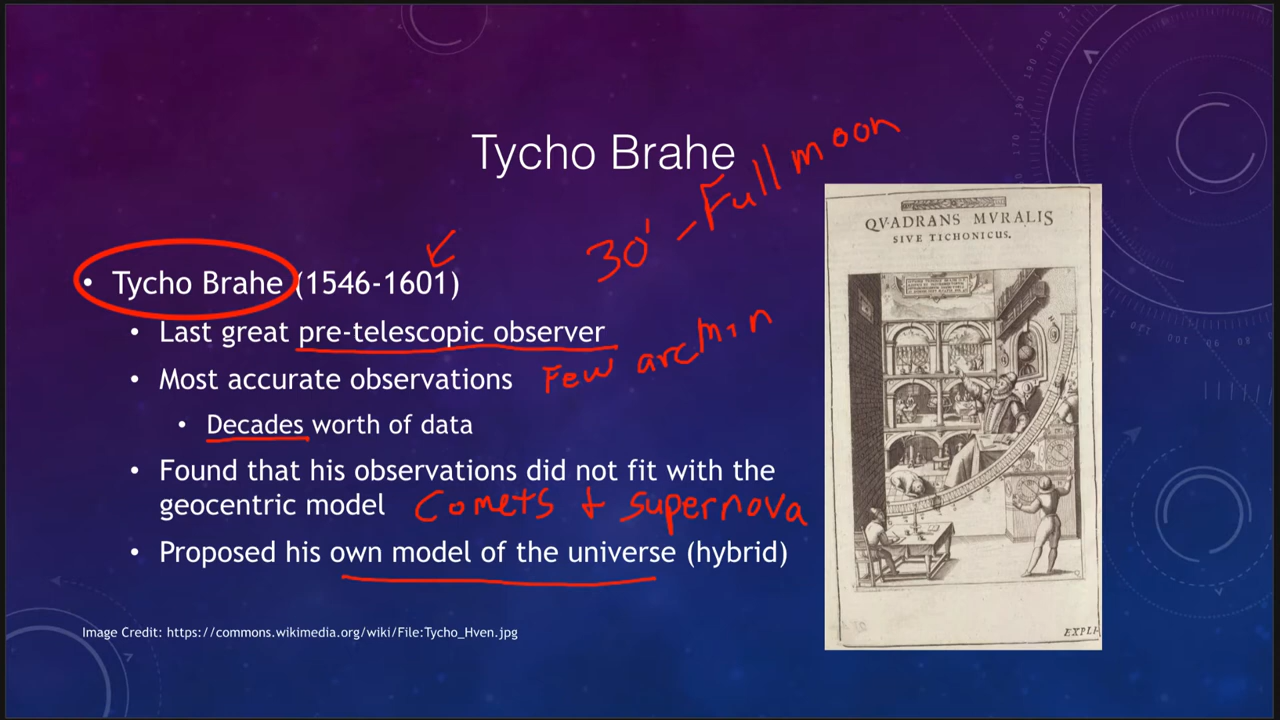 Tycho Brahe
30' - Full moon
• Tycho Brahe (1546-1601)
• Last great pre-telescopic observer
• Most accurate observations Few arcmin
• Decades worth of data
• Found that his observations did not fit with the
geocentric model Comets + supernova
• Proposed his own model of the universe (hybrid)
Image Credit: https://commons.wikimedia.org/wiki/File:Tycho_Hven.jpg
QVADRANS MVRALIS
SIVE TICHONICUS.
EXPLI